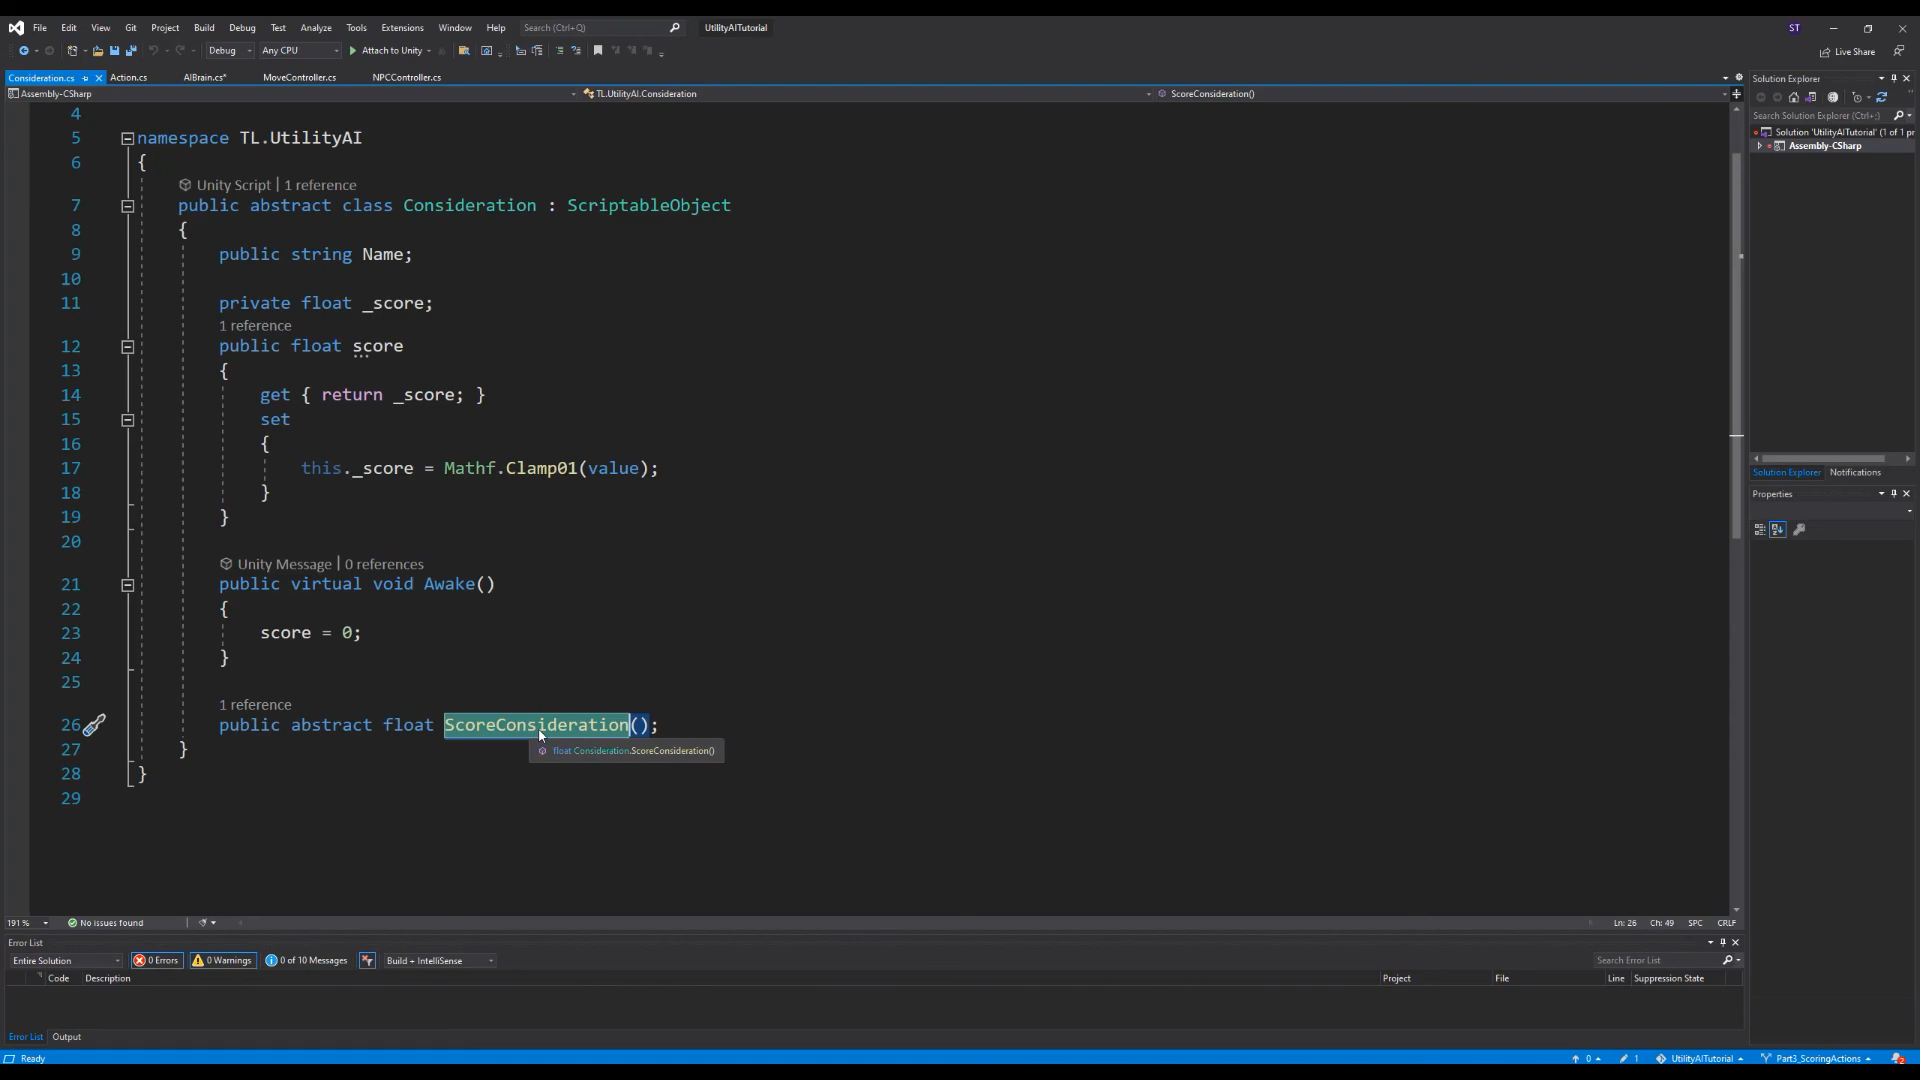 File Edit View Git Project Build Debug Test Analyze Tools Extensions Window Help Search (Ctrl+Q) UtilityAITutorial ST
Debug Any CPU Attach to Unity Live Share
Consideration.cs Action.cs AIBrain.cs* MoveController.cs NPCController.cs
Assembly-CSharp TL.UtilityAI.Consideration ScoreConsideration()
4
5 namespace TL.UtilityAI
6 {
Unity Script | 1 reference
7 public abstract class Consideration : ScriptableObject
8 {
9 public string Name;
10
11 private float _score;
1 reference
12 public float score
13 {
14 get { return _score; }
15 set
16 {
17 this._score = Mathf.Clamp01(value);
18 }
19 }
20
Unity Message | 0 references
21 public virtual void Awake()
22 {
23 score = 0;
24 }
25
1 reference
26 public abstract float ScoreConsideration();
float Consideration.ScoreConsideration()
27 }
28 }
29
191 % No issues found Ln: 26 Ch: 49 SPC CRLF
Solution Explorer
Search Solution Explorer (Ctrl+;)
Solution 'UtilityAITutorial' (1 of 1 pr
Assembly-CSharp
Solution Explorer Notifications
Properties
Error List
Entire Solution 0 Errors 0 Warnings 0 of 10 Messages Build + IntelliSense Search Error List
Code Description Project File Line Suppression State
Error List Output
Ready 0 1 UtilityAITutorial Part3_ScoringActions 2